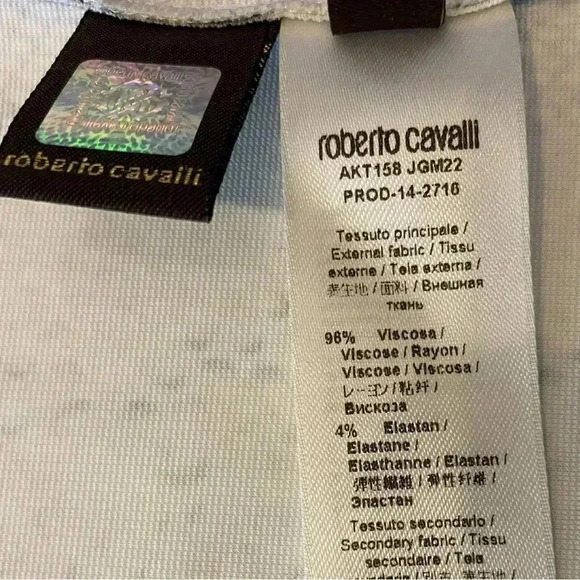 roberto cavalli
roberto cavalli
AKT158 JGM22
PROD-14-2716
Tessuto principale /
External fabric / Tissu
externe / Tela externa /
表生地 / 面料 / Внешная
ткань
96% Viscosa /
Viscose / Rayon /
Viscose / Viscosa /
レーヨン / 粘纤 /
Вискоза
4% Elastan /
Elastane /
Elasthanne / Elastan /
弾性繊維 / 弹性纤维 /
Эластан
Tessuto secondario /
Secondary fabric / Tissu
secondaire / Tela